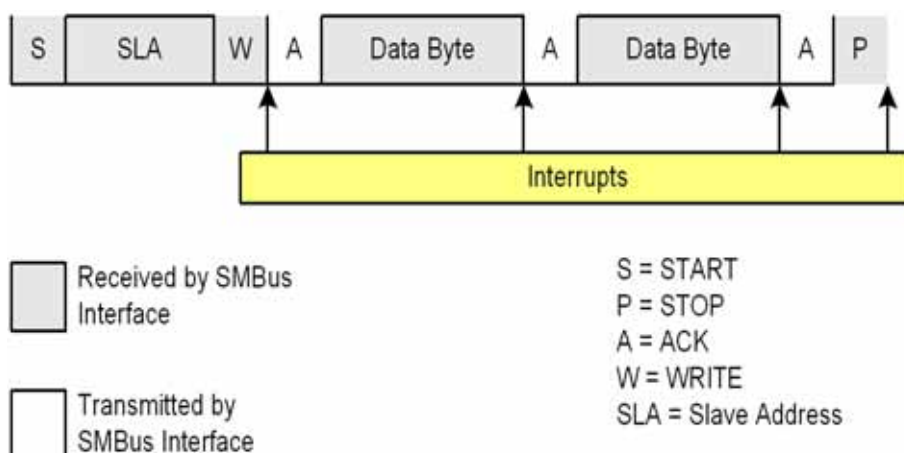 S SLA W A Data Byte A Data Byte A P
Interrupts
Received by SMBus
Interface
Transmitted by
SMBus Interface
S = START
P = STOP
A = ACK
W = WRITE
SLA = Slave Address